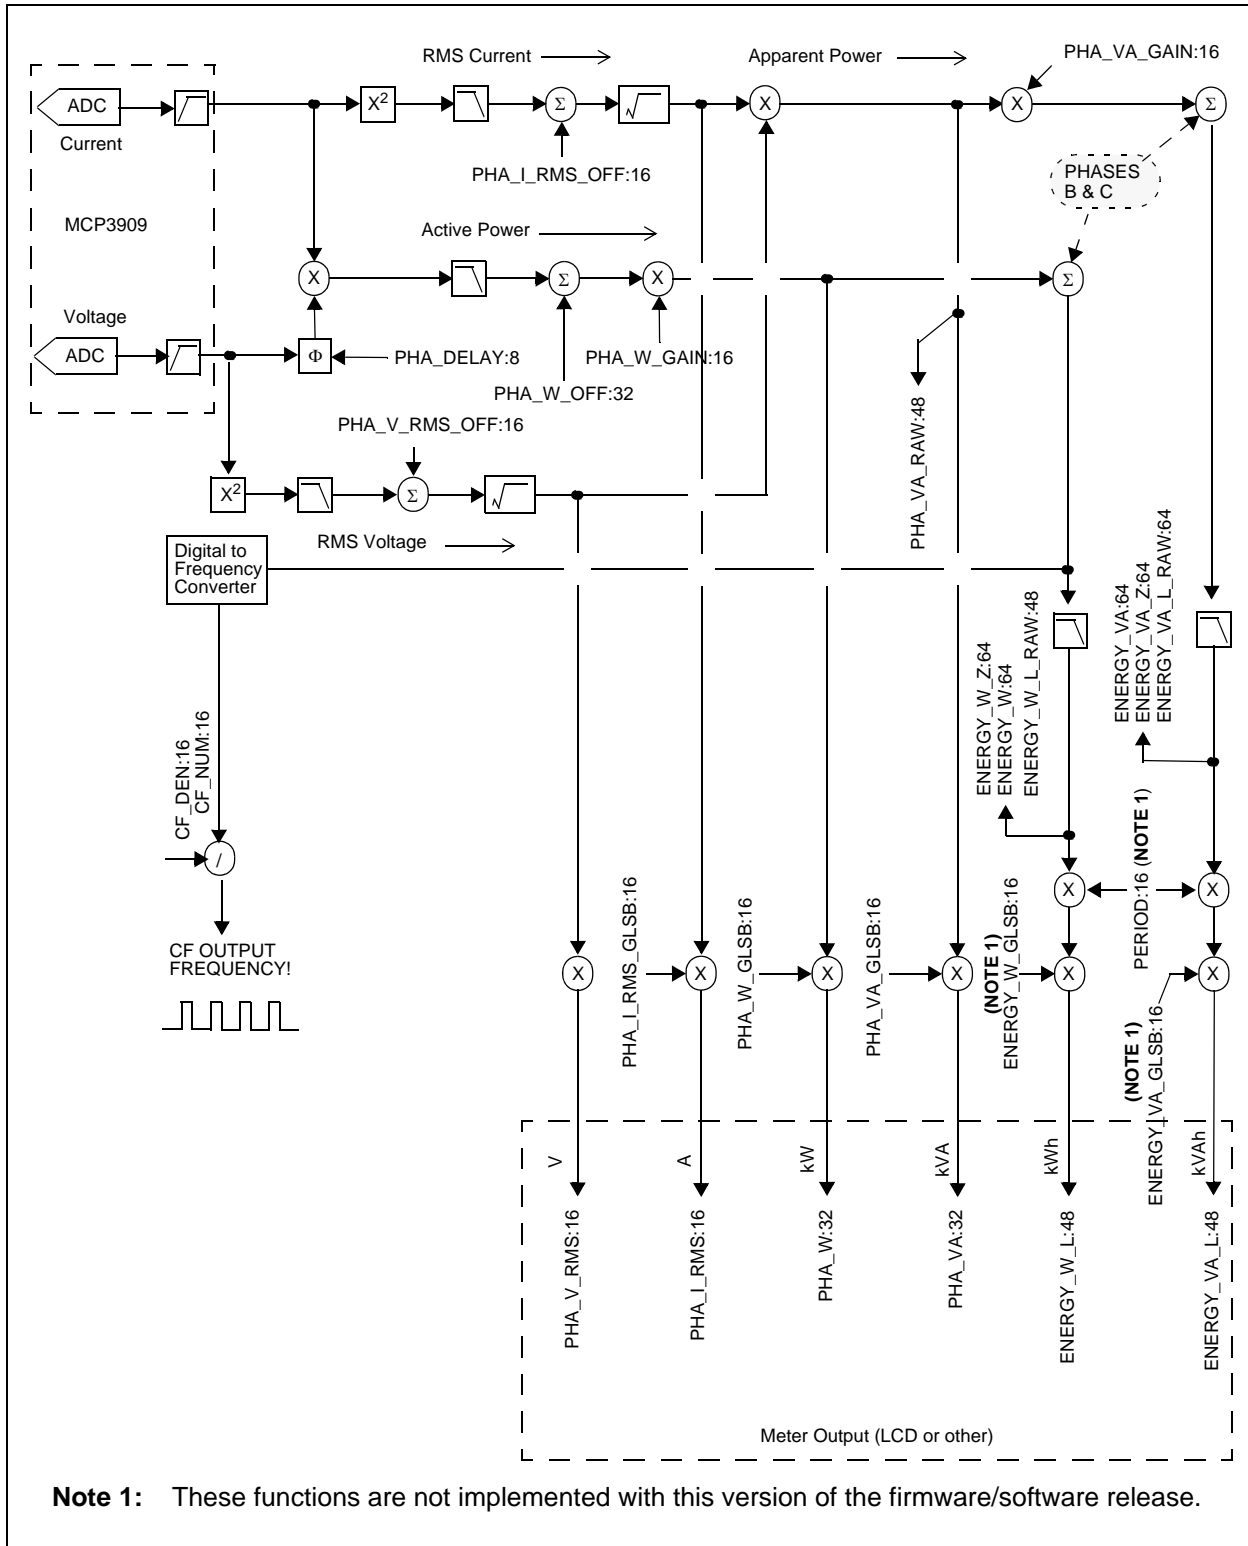 RMS Current
Apparent Power
PHA_VA_GAIN:16
ADC
X²
Σ
X
X
Σ
Current
PHA_I_RMS_OFF:16
PHASES
B & C
MCP3909
Active Power
X
Σ
X
Σ
Voltage
ADC
Φ
PHA_DELAY:8
PHA_W_GAIN:16
PHA_W_OFF:32
PHA_VA_RAW:48
PHA_V_RMS_OFF:16
X²
Σ
RMS Voltage
Digital to
Frequency
Converter
ENERGY_W_Z:64
ENERGY_W:64
ENERGY_W_L_RAW:48
ENERGY_VA:64
ENERGY_VA_Z:64
ENERGY_VA_L_RAW:64
CF_DEN:16
CF_NUM:16
/
X
PERIOD:16 (NOTE 1)
X
CF OUTPUT
FREQUENCY!
X
PHA_I_RMS_GLSB:16
X
PHA_W_GLSB:16
X
PHA_VA_GLSB:16
X
(NOTE 1)
ENERGY_W_GLSB:16
X
X
(NOTE 1)
ENERGY_VA_GLSB:16
V
A
kW
kVA
kWh
kVAh
PHA_V_RMS:16
PHA_I_RMS:16
PHA_W:32
PHA_VA:32
ENERGY_W_L:48
ENERGY_VA_L:48
Meter Output (LCD or other)
Note 1: These functions are not implemented with this version of the firmware/software release.